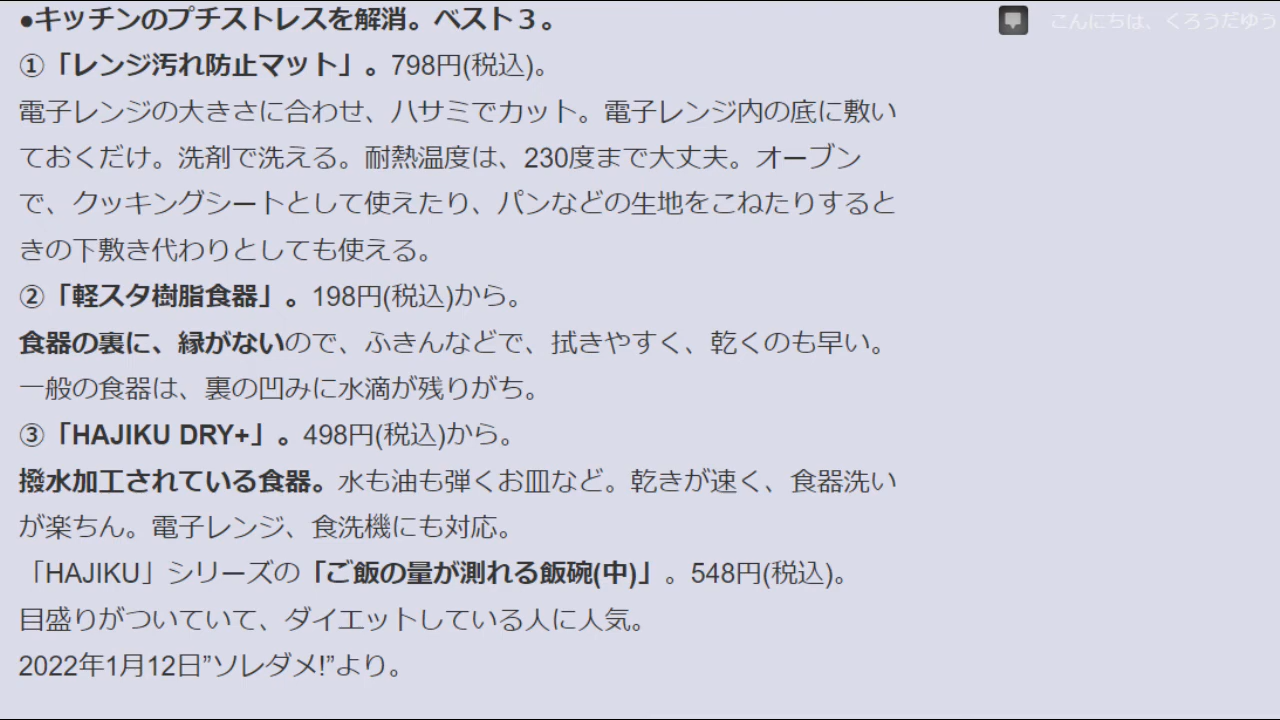 ●キッチンのプチストレスを解消。ベスト３。
①「レンジ汚れ防止マット」。798円(税込)。
電子レンジの大きさに合わせ、ハサミでカット。電子レンジ内の底に敷い
ておくだけ。洗剤で洗える。耐熱温度は、230度まで大丈夫。オーブン
で、クッキングシートとして使えたり、パンなどの生地をこねたりすると
きの下敷き代わりとしても使える。
②「軽スタ樹脂食器」。198円(税込)から。
食器の裏に、縁がないので、ふきんなどで、拭きやすく、乾くのも早い。
一般の食器は、裏の凹みに水滴が残りがち。
③「HAJIKU DRY+」。498円(税込)から。
撥水加工されている食器。水も油も弾くお皿など。乾きが速く、食器洗い
が楽ちん。電子レンジ、食洗機にも対応。
「HAJIKU」シリーズの「ご飯の量が測れる飯碗(中)」。548円(税込)。
目盛りがついていて、ダイエットしている人に人気。
2022年1月12日”ソレダメ!”より。
こんにちは、くろうだゆう